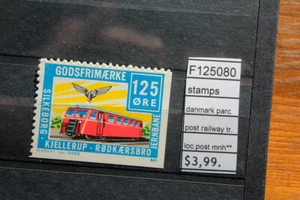 GODSFRIMÆRKE
125
ØRE
SILKEBORG-
KJELLERUP - RØDKÆRSBRO
JERNBANE
F125080
stamps
danmark parc.
post railway tr.
loc.post mnh**
$3,99.